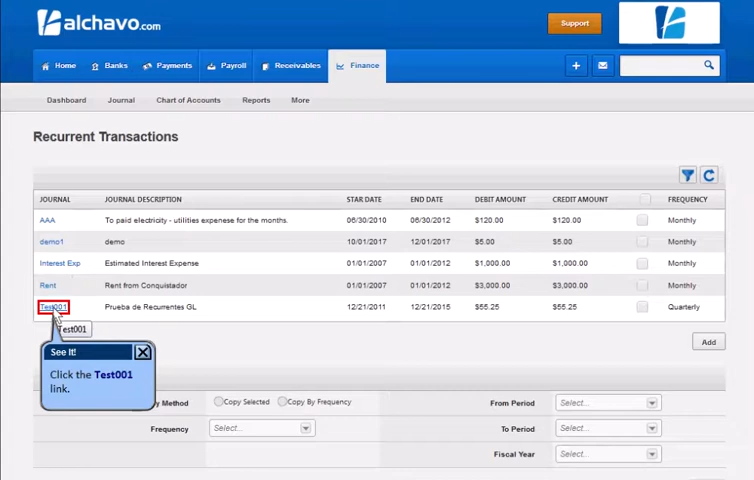 alchavo.com
Support
Home Banks Payments Payroll Receivables Finance
Dashboard Journal Chart of Accounts Reports More
Recurrent Transactions
JOURNAL JOURNAL DESCRIPTION STAR DATE END DATE DEBIT AMOUNT CREDIT AMOUNT FREQUENCY
AAA To paid electricity - utilities expenese for the months. 06/30/2010 06/30/2012 $120.00 $120.00 Monthly
demo1 demo 10/01/2017 12/01/2017 $5.00 $5.00 Monthly
Interest Exp Estimated Interest Expense 01/01/2007 01/01/2012 $1,000.00 $1,000.00 Monthly
Rent Rent from Conquistador 01/01/2007 01/01/2012 $3,000.00 $3,000.00 Monthly
Test001 Prueba de Recurrentes GL 12/21/2011 12/21/2015 $55.25 $55.25 Quarterly
Test001
Add
See It!
Click the Test001
link.
Method Copy Selected Copy By Frequency From Period Select...
Frequency Select... To Period Select...
Fiscal Year Select...